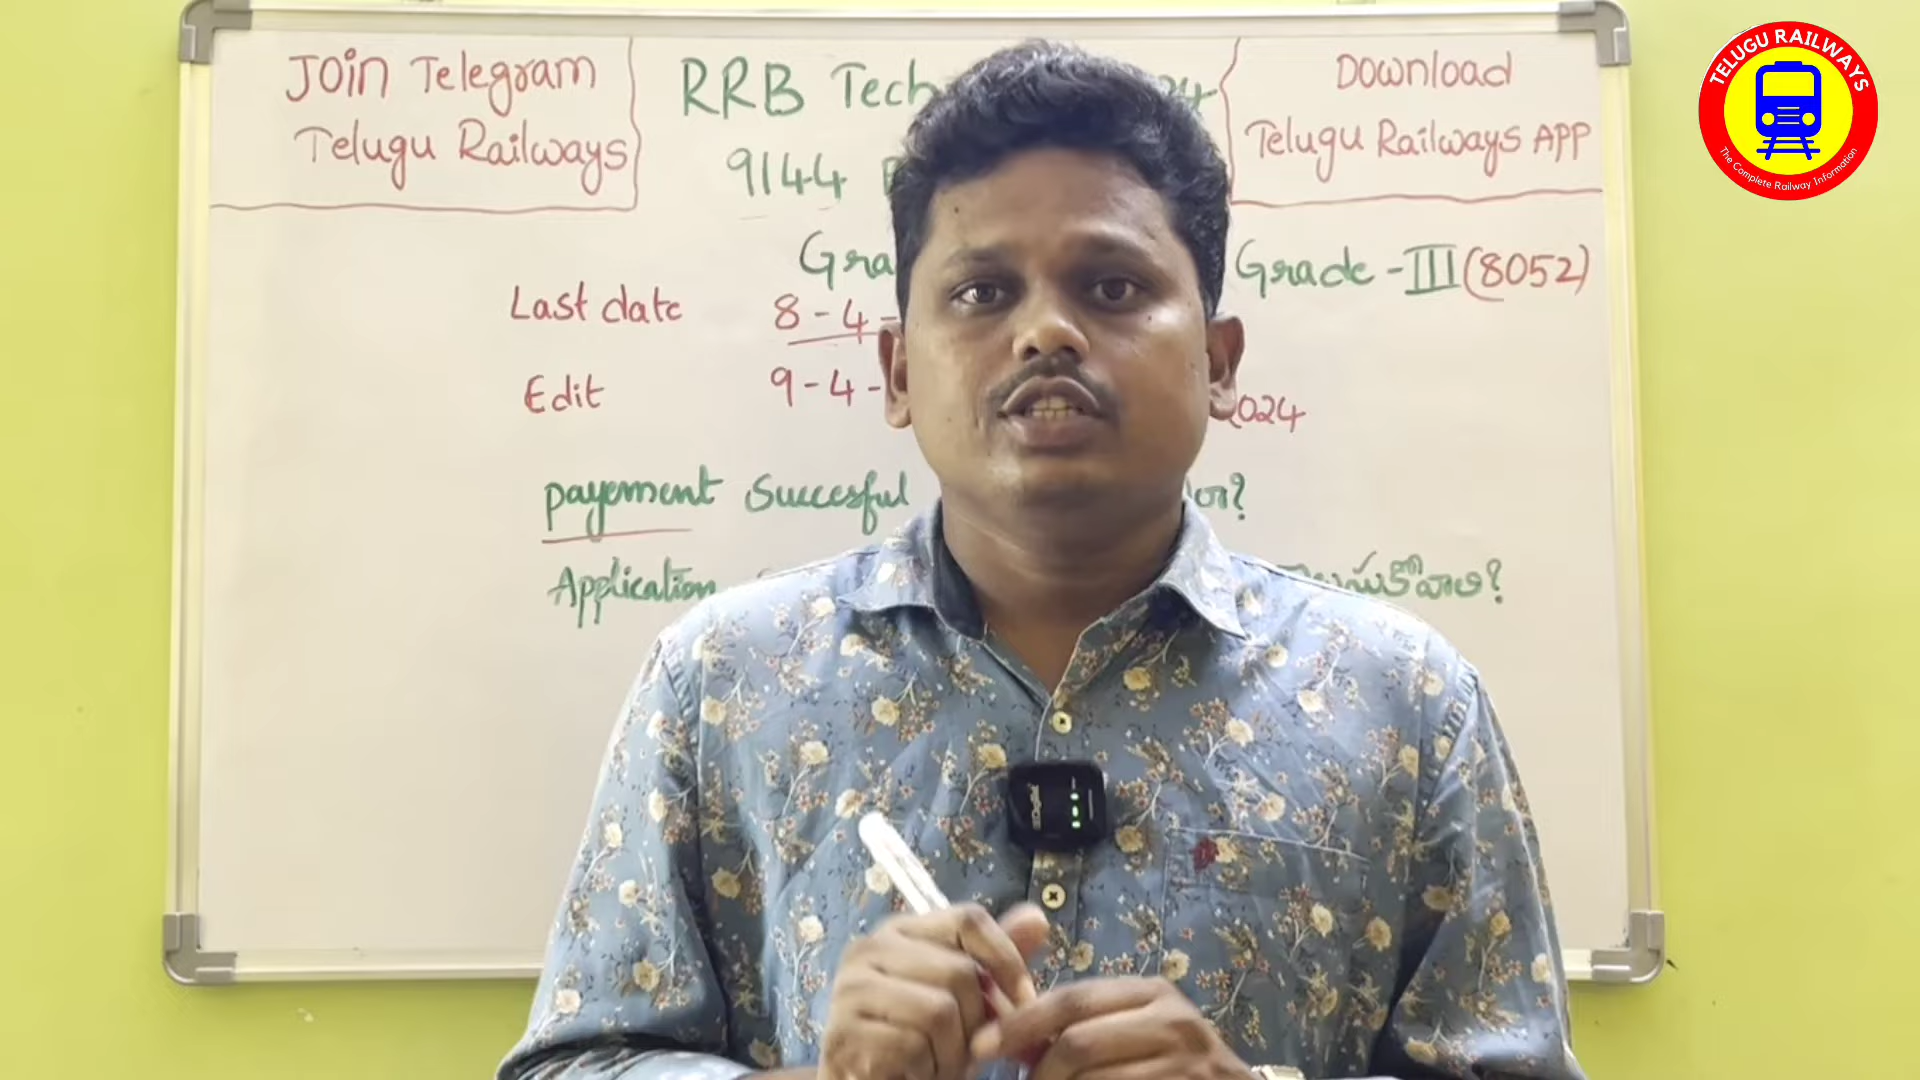 JOIN Telegram
Telugu Railways
RRB Tech
9144
Download
Telugu Railways APP
TELUGU RAILWAYS
The Complete Railway Information
Grade -III (8052)
Last date 8-4-
Edit 9-4- 2024
payement Succesful
Application